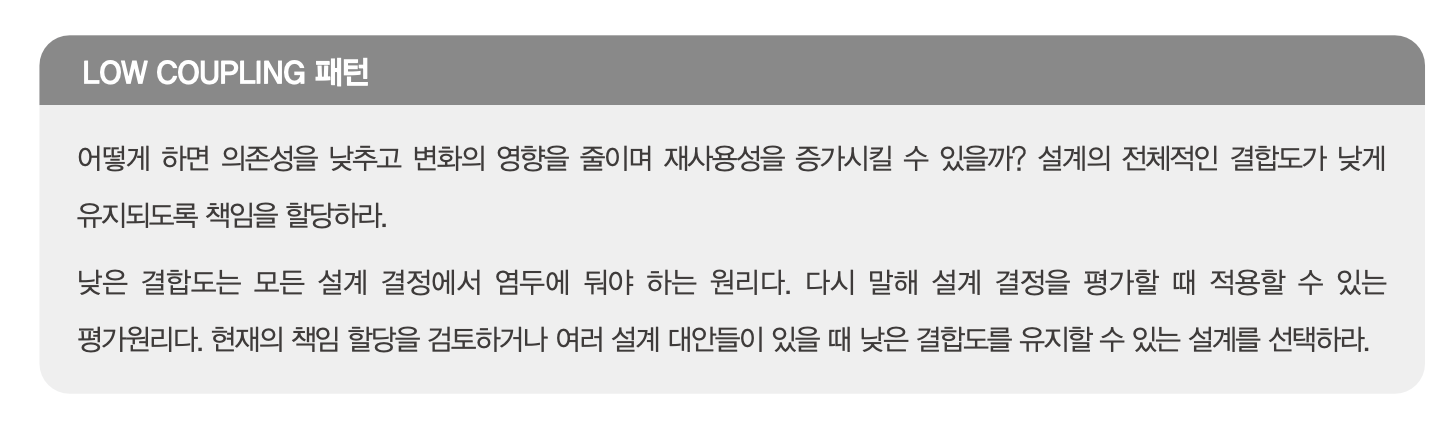 LOW COUPLING 패턴
어떻게 하면 의존성을 낮추고 변화의 영향을 줄이며 재사용성을 증가시킬 수 있을까? 설계의 전체적인 결합도가 낮게
유지되도록 책임을 할당하라.
낮은 결합도는 모든 설계 결정에서 염두에 둬야 하는 원리다. 다시 말해 설계 결정을 평가할 때 적용할 수 있는
평가원리다. 현재의 책임 할당을 검토하거나 여러 설계 대안들이 있을 때 낮은 결합도를 유지할 수 있는 설계를 선택하라.